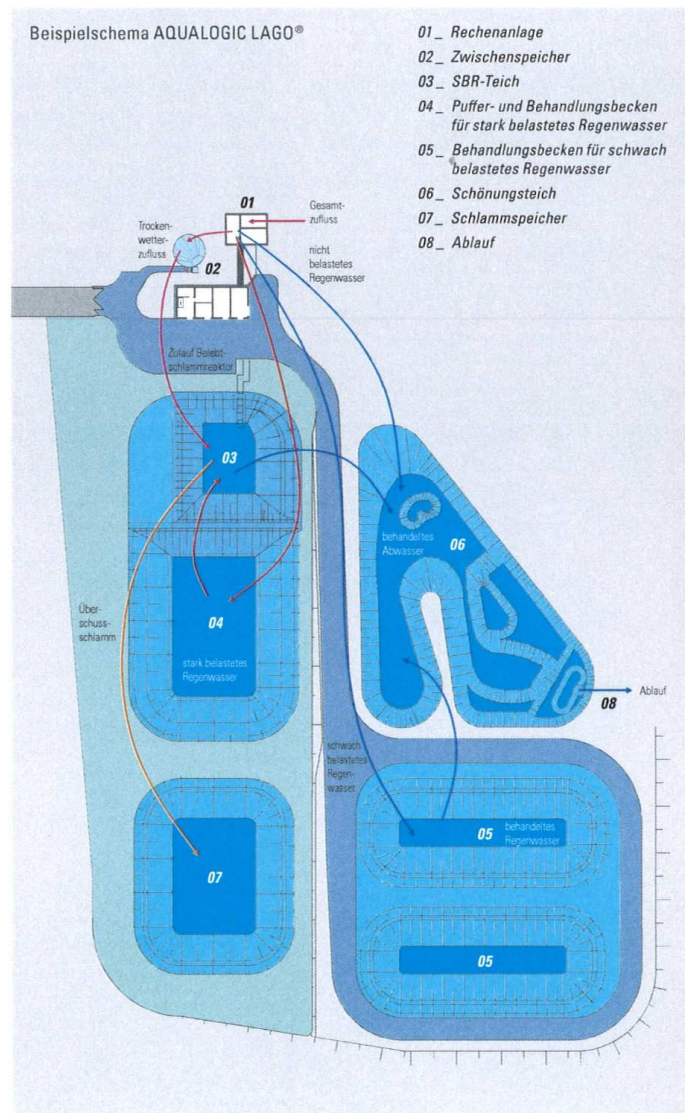 Beispielschema AQUALOGIC LAGO®
01_ Rechenanlage
02_ Zwischenspeicher
03_ SBR-Teich
04_ Puffer- und Behandlungsbecken
für stark belastetes Regenwasser
05_ Behandlungsbecken für schwach
belastetes Regenwasser
06_ Schönungsteich
07_ Schlammspeicher
08_ Ablauf
01
Gesamt-
zufluss
Trocken-
wetter-
zufluss
02
nicht
belastetes
Regenwasser
Zulauf Belebt-
schlammreaktor
03
behandeltes
Abwasser
06
Über-
schuss-
schlamm
04
stark belastetes
Regenwasser
08
Ablauf
schwach
belastetes
Regen-
wasser
05
behandeltes
Regenwasser
07
05